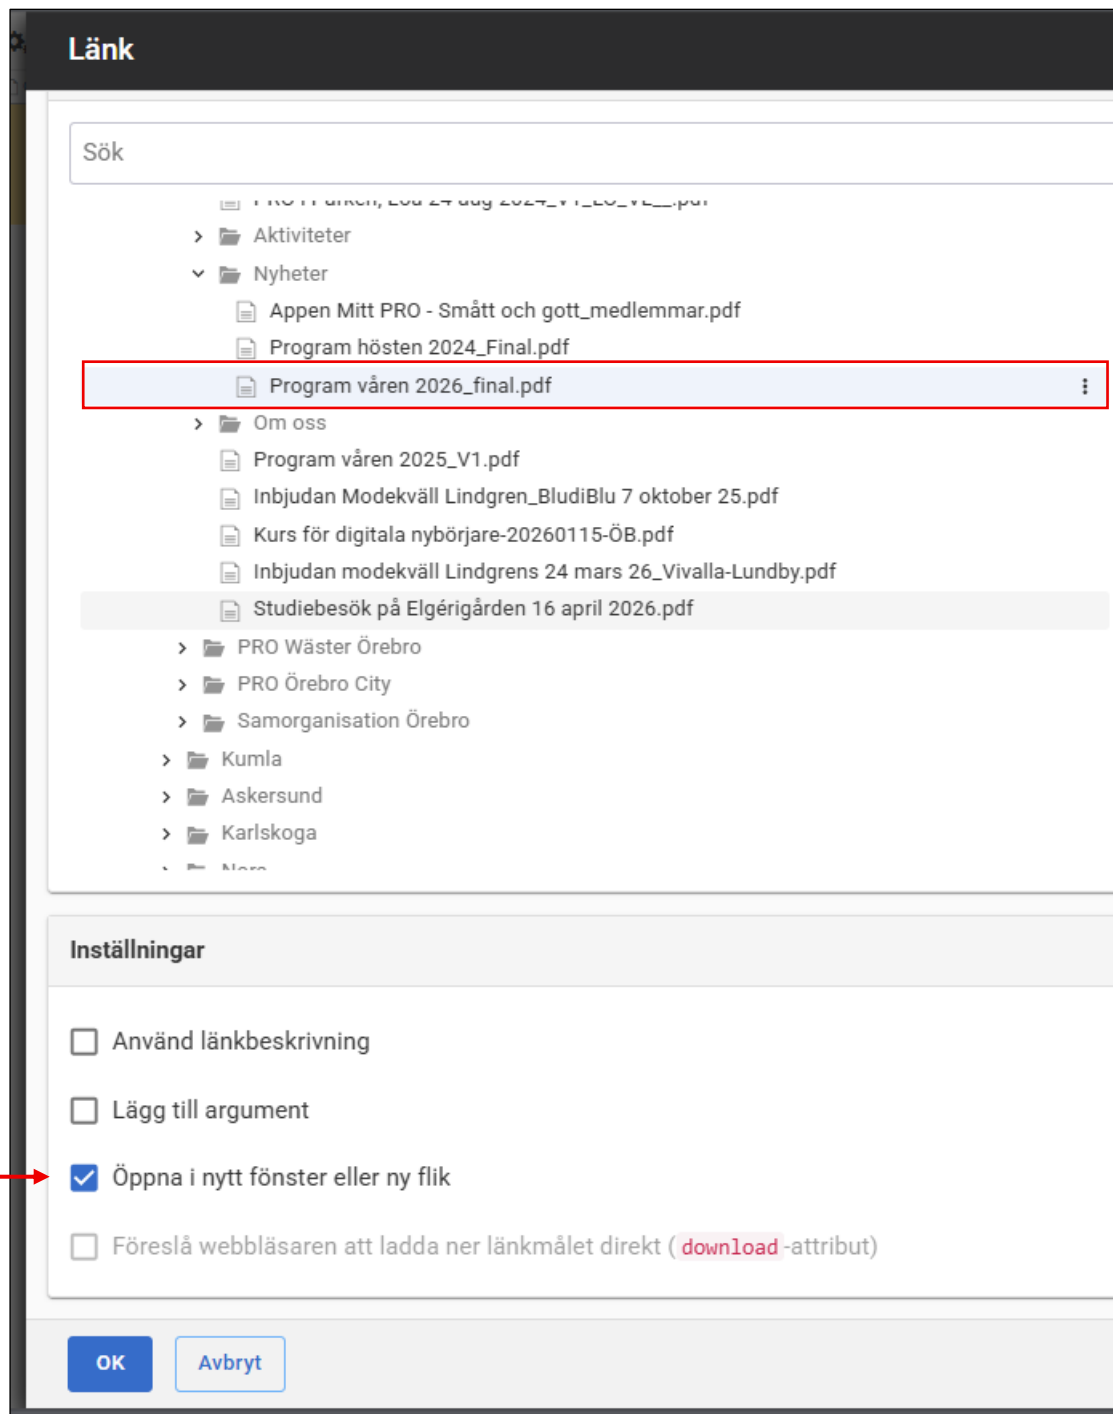 Länk
Sök
Aktiviteter
Nyheter
Appen Mitt PRO - Smått och gott_medlemmar.pdf
Program hösten 2024_Final.pdf
Program våren 2026_final.pdf
Om oss
Program våren 2025_V1.pdf
Inbjudan Modekväll Lindgren_BludiBlu 7 oktober 25.pdf
Kurs för digitala nybörjare-20260115-ÖB.pdf
Inbjudan modekväll Lindgrens 24 mars 26_Vivalla-Lundby.pdf
Studiebesök på Elgérigården 16 april 2026.pdf
PRO Wäster Örebro
PRO Örebro City
Samorganisation Örebro
Kumla
Askersund
Karlskoga
Inställningar
Använd länkbeskrivning
Lägg till argument
Öppna i nytt fönster eller ny flik
Föreslå webbläsaren att ladda ner länkmålet direkt (download-attribut)
OK
Avbryt